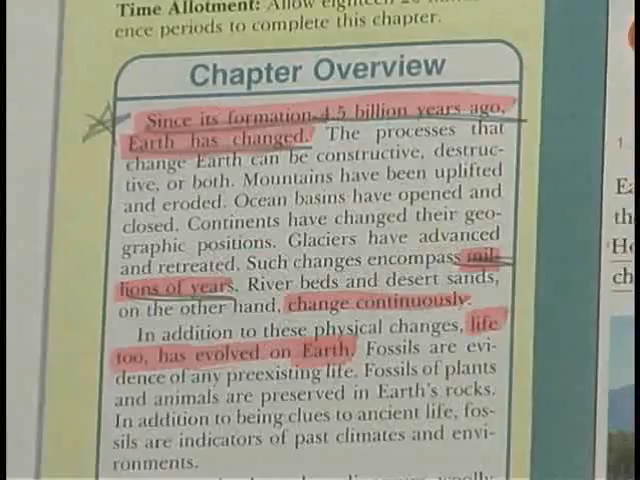 Time Allotment: Allow eighteen
ence periods to complete this chapter.
Chapter Overview
Since its formation 4.5 billion years ago,
Earth has changed. The processes that
change Earth can be constructive, destruc-
tive, or both. Mountains have been uplifted
and eroded. Ocean basins have opened and
closed. Continents have changed their geo-
graphic positions. Glaciers have advanced
and retreated. Such changes encompass mil-
lions of years. River beds and desert sands,
on the other hand, change continuously.
In addition to these physical changes, life
too, has evolved on Earth. Fossils are evi-
dence of any preexisting life. Fossils of plants
and animals are preserved in Earth's rocks.
In addition to being clues to ancient life, fos-
sils are indicators of past climates and envi-
ronments.
1.
Ea
th
Ho
ch